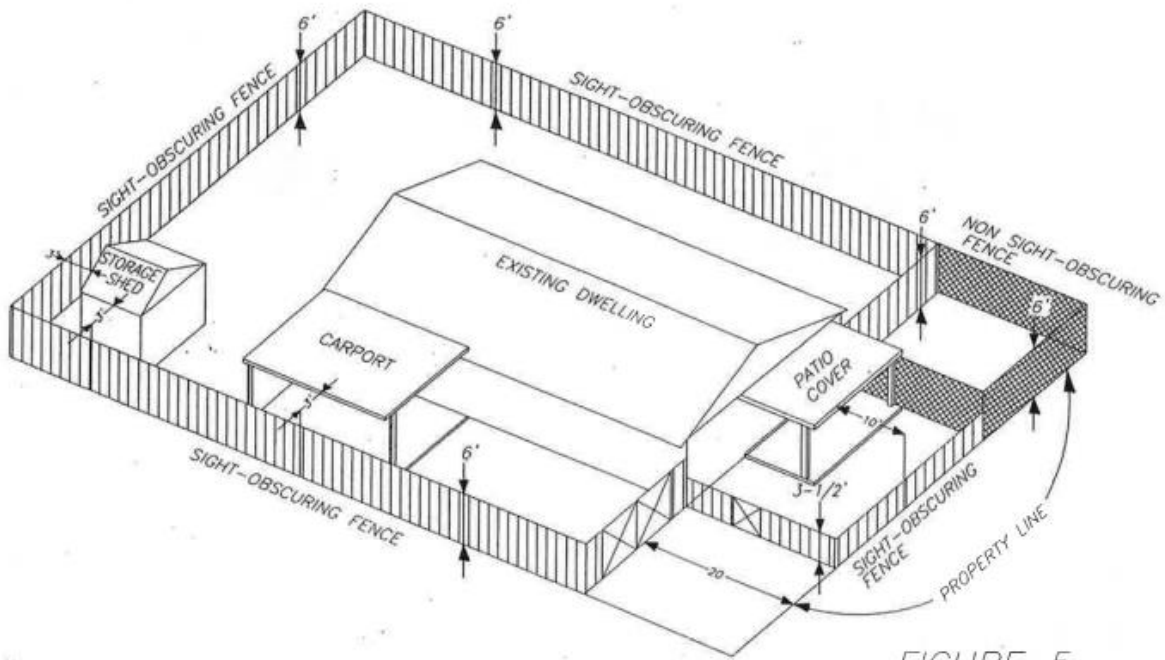 6'
6'
SIGHT-OBSCURING FENCE
SIGHT-OBSCURING FENCE
6'
NON SIGHT-OBSCURING
FENCE
3'
STORAGE
SHED
5'
EXISTING DWELLING
6'
CARPORT
PATIO
COVER
5'
10'
SIGHT-OBSCURING FENCE
6'
3-1/2'
SIGHT-OBSCURING
FENCE
20
PROPERTY LINE
FIGURE 5